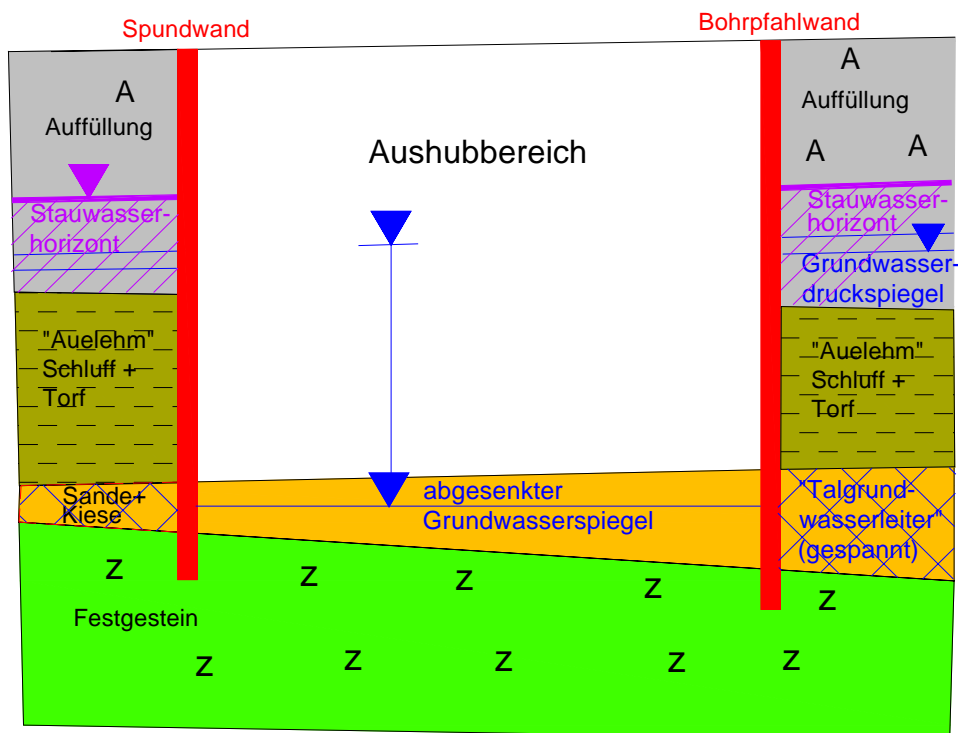 Spundwand
Bohrpfahlwand
A
Auffüllung
Aushubbereich
A
Auffüllung
A
A
Stauwasser-
horizont
Stauwasser-
horizont
Grundwasser-
druckspiegel
"Auelehm"
Schluff +
Torf
"Auelehm"
Schluff +
Torf
Sande+
Kiese
abgesenkter
Grundwasserspiegel
"Talgrund-
wasserleiter"
(gespannt)
Z
Z
Z
Z
Z
Festgestein
Z
Z
Z
Z
Z